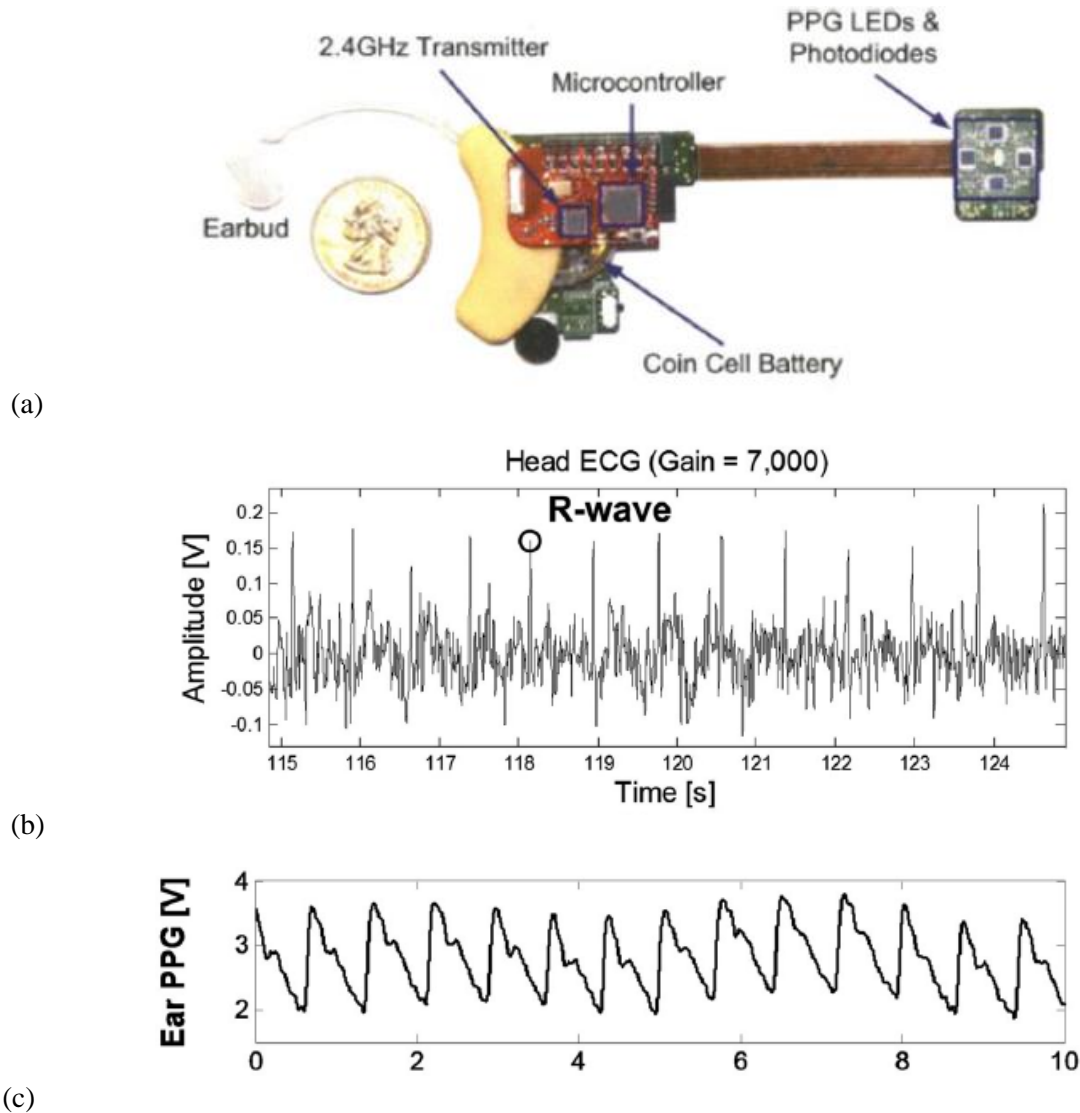 PPG LEDs &
Photodiodes
2.4GHz Transmitter
Microcontroller
Earbud
Coin Cell Battery
(a)
Head ECG (Gain = 7,000)
R-wave
Amplitude [V]
0.2
0.15
0.1
0.05
0
-0.05
-0.1
115 116 117 118 119 120 121 122 123 124
Time [s]
(b)
Ear PPG [V]
4
3
2
0 2 4 6 8 10
(c)